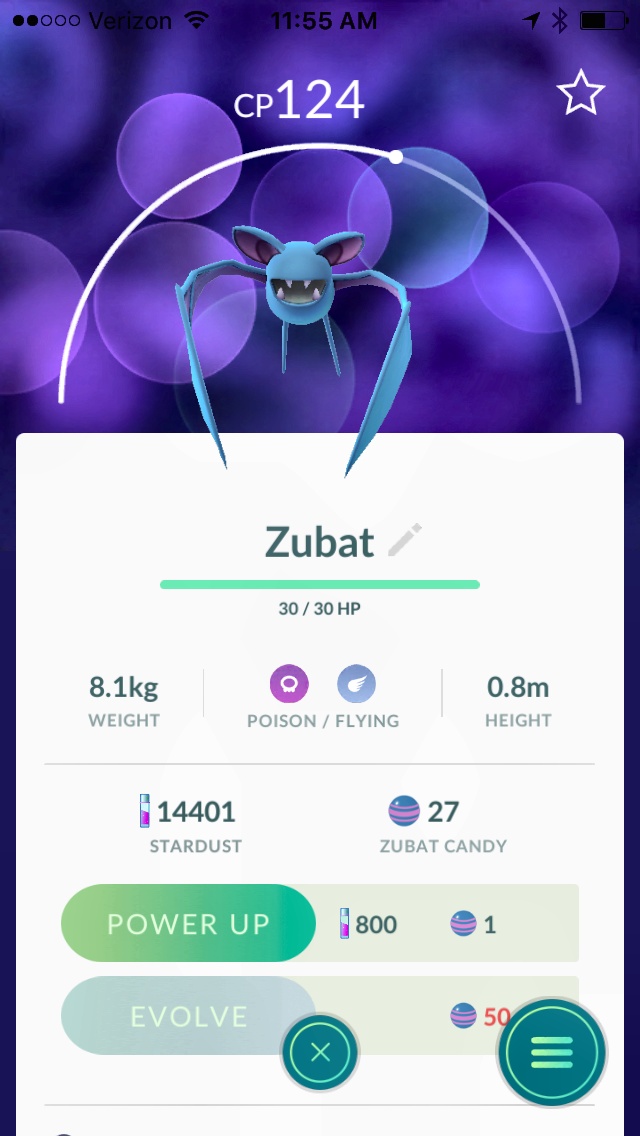 Verizon 11:55 AM
CP124
Zubat
30 / 30 HP
8.1kg
WEIGHT
POISON / FLYING
0.8m
HEIGHT
14401
STARDUST
27
ZUBAT CANDY
POWER UP 800 1
EVOLVE 50